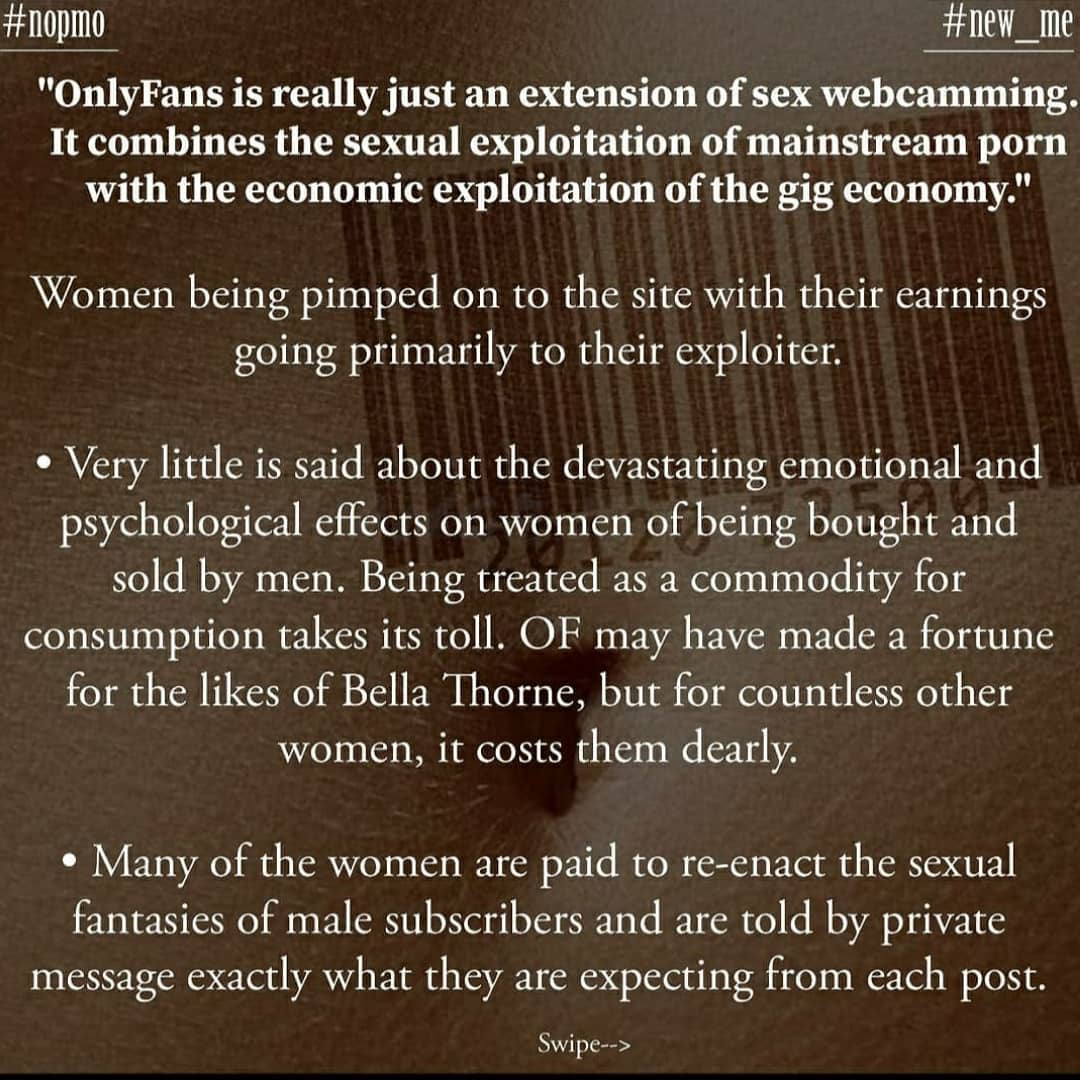 #nopmo
#new_me
"OnlyFans is really just an extension of sex webcamming.
It combines the sexual exploitation of mainstream porn
with the economic exploitation of the gig economy."
Women being pimped on to the site with their earnings
going primarily to their exploiter.
• Very little is said about the devastating emotional and
psychological effects on women of being bought and
sold by men. Being treated as a commodity for
consumption takes its toll. OF may have made a fortune
for the likes of Bella Thorne, but for countless other
women, it costs them dearly.
• Many of the women are paid to re-enact the sexual
fantasies of male subscribers and are told by private
message exactly what they are expecting from each post.
Swipe-->